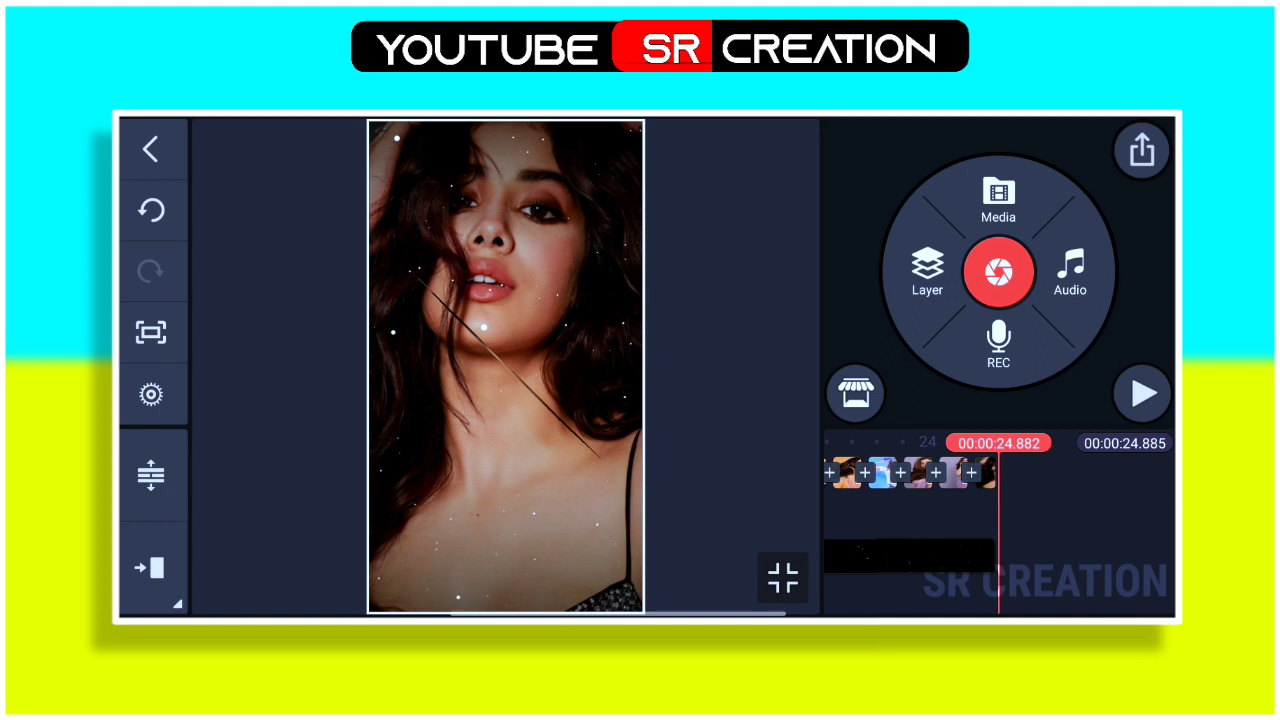 YOUTUBE SR CREATION
Media
Layer
Audio
REC
24 00:00:24.882 00:00:24.885
SR CREATION